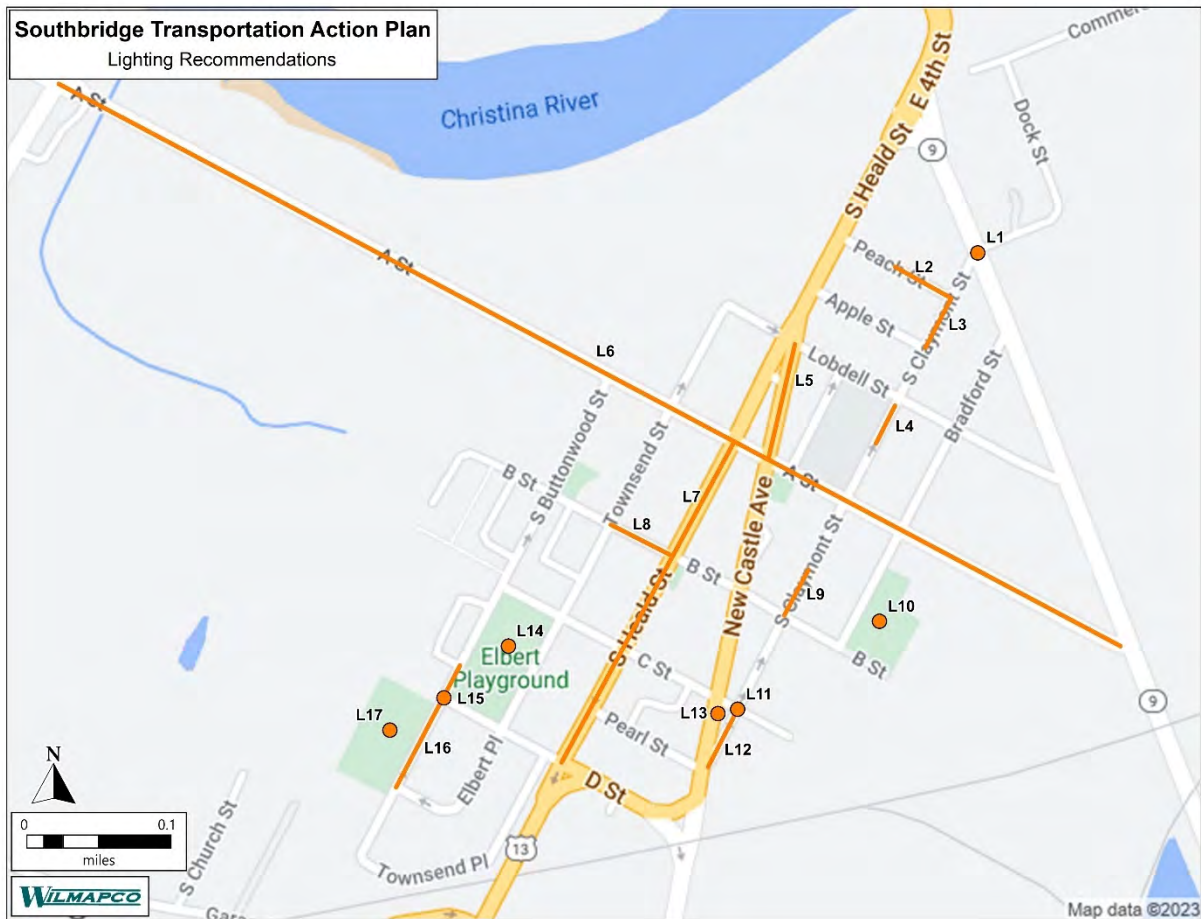 Southbridge Transportation Action Plan
Lighting Recommendations
Commer
E 4th St
Christina River
A St
Dock St
9
S Heald St
L1
Peach St
L2
A St
Apple St
L3
S Claymont St
L6
L5
Lobdell St
Bradford St
L4
S Buttonwood St
Townsend St
A St
L7
B St
New Castle Ave
L8
S Claymont St
B St
L9
L10
S Heald St
L14
Elbert
Playground
C St
B St
L15
L13
L11
9
L17
Pearl St
L16
L12
N
Elbert Pl
D St
0
0.1
miles
S Church St
13
Townsend Pl
WILMAPCO
Gara
Map data ©2023